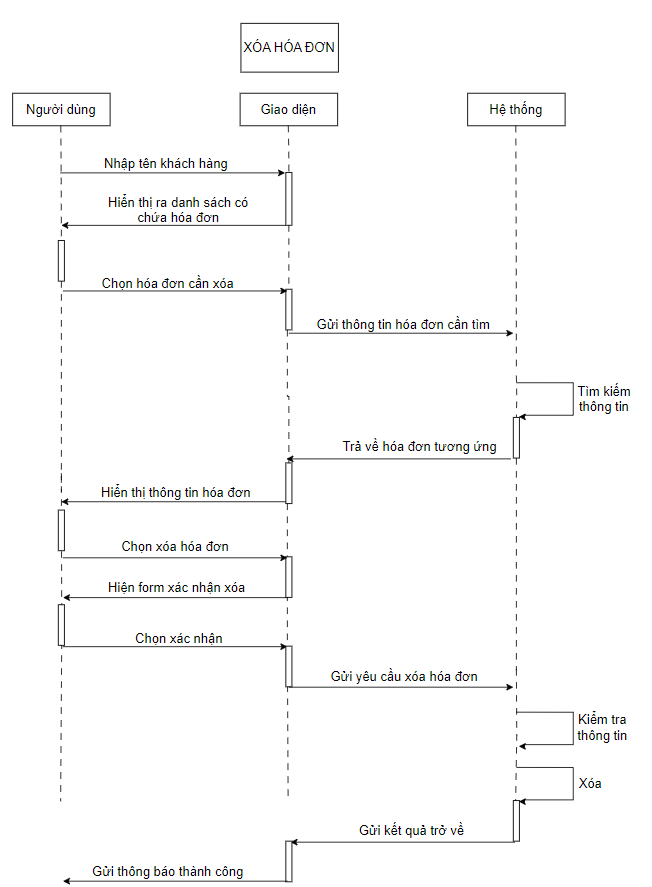 XÓA HÓA ĐƠN
Người dùng
Giao diện
Hệ thống
Nhập tên khách hàng
Hiển thị ra danh sách có
chứa hóa đơn
Chọn hóa đơn cần xóa
Gửi thông tin hóa đơn cần tìm
Tìm kiếm
thông tin
Trả về hóa đơn tương ứng
Hiển thị thông tin hóa đơn
Chọn xóa hóa đơn
Hiện form xác nhận xóa
Chọn xác nhận
Gửi yêu cầu xóa hóa đơn
Kiểm tra
thông tin
Xóa
Gửi kết quả trở về
Gửi thông báo thành công